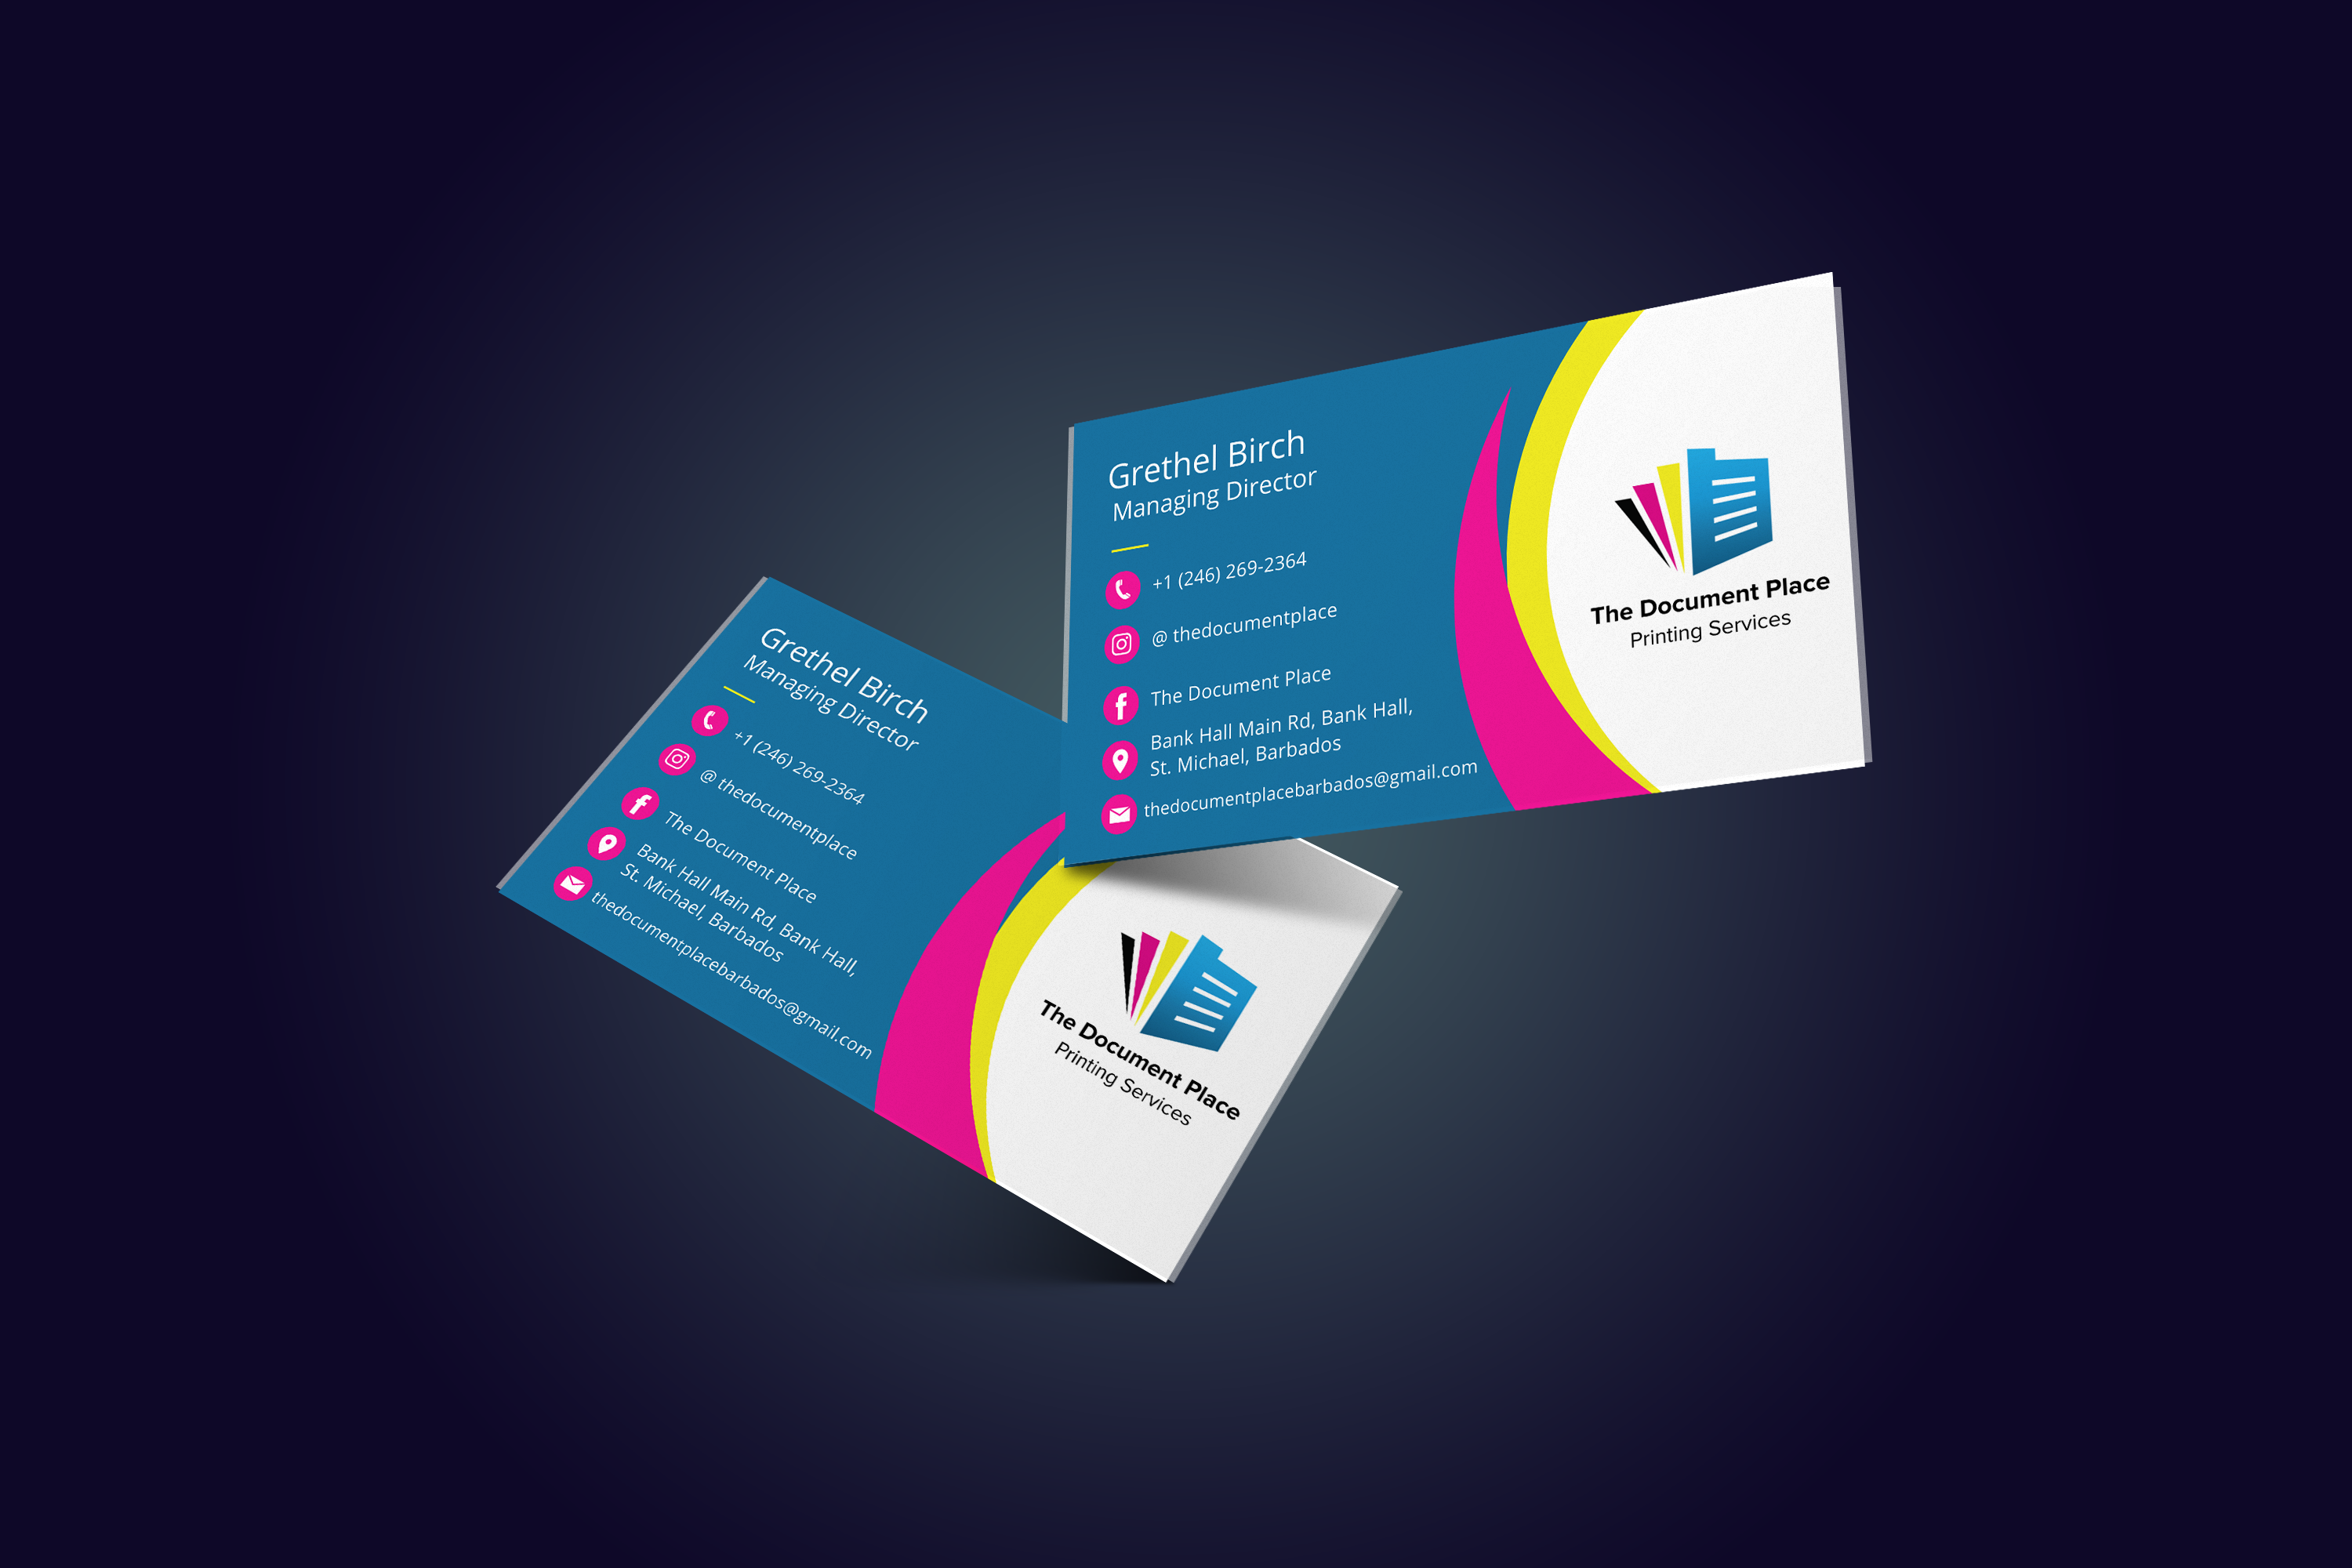 Grethel Birch
Managing Director
+1 (246) 269-2364
@ thedocumentplace
The Document Place
Bank Hall Main Rd, Bank Hall,
St. Michael, Barbados
thedocumentplacebarbados@gmail.com
The Document Place
Printing Services
Grethel Birch
Managing Director
+1 (246) 269-2364
@ thedocumentplace
The Document Place
Bank Hall Main Rd, Bank Hall,
St. Michael, Barbados
thedocumentplacebarbados@gmail.com
The Document Place
Printing Services